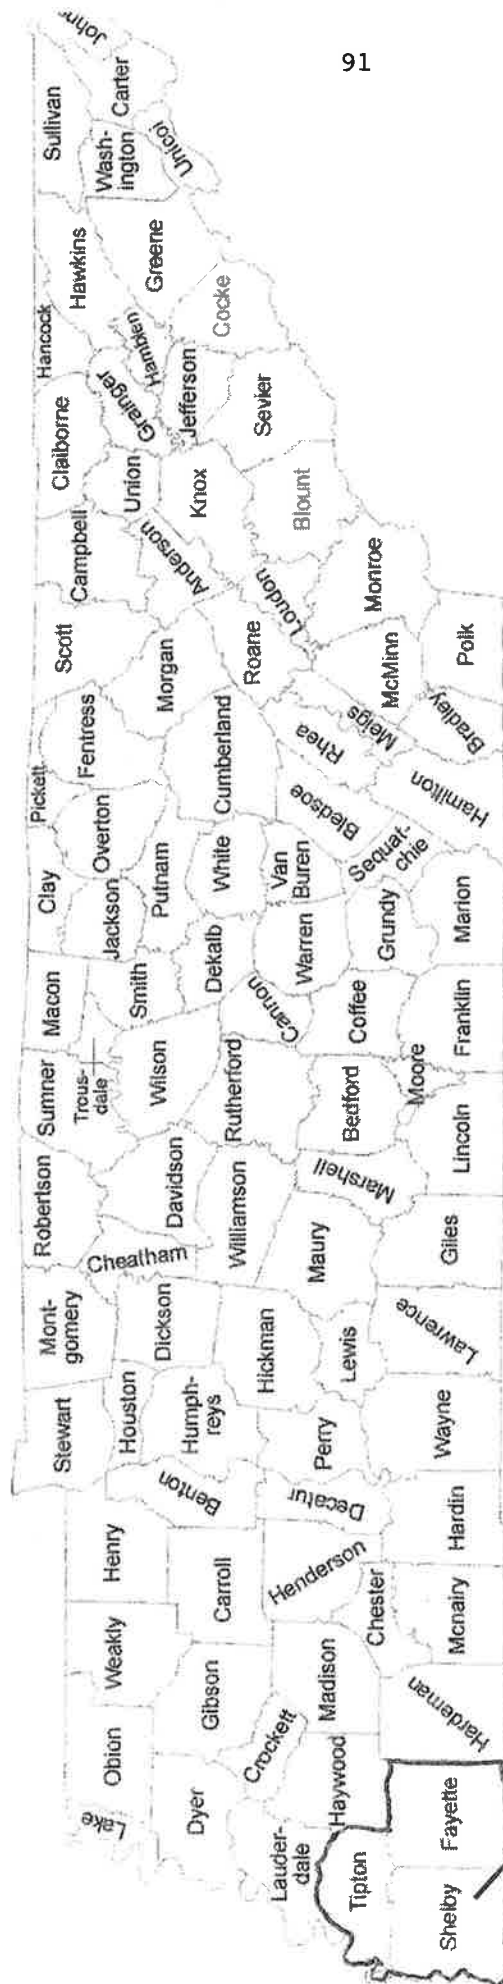 91
Johns
Carter
Sullivan
Wash-
ington
Unicoi
Hawkins
Greene
Hancock
Hamblen
Cocke
Grainger
Jefferson
Claiborne
Sevier
Union
Knox
Blount
Campbell
Anderson
Loudon
Monroe
Scott
Morgan
Roane
McMinn
Polk
Meigs
Bradley
Rhea
Fentress
Cumberland
Pickett
Hamilton
Bledsoe
Overton
Sequat-
chie
Clay
Putnam
White
Van
Buren
Jackson
Grundy
Marion
Warren
Dekalb
Smith
Macon
Cannon
Coffee
Franklin
Moore
Trous-
dale
Wilson
Rutherford
Sumner
Bedford
Lincoln
Marshell
Davidson
Williamson
Robertson
Maury
Giles
Cheatham
Mont-
gomery
Dickson
Hickman
Lewis
Lawrence
Stewart
Houston
Humph-
reys
Perry
Wayne
Benton
Decatur
Hardin
Henry
Henderson
Carroll
Chester
Mcnairy
Weakly
Gibson
Madison
Hardeman
Obion
Crockett
Haywood
Dyer
Lake
Lauder-
dale
Fayette
Tipton
Shelby